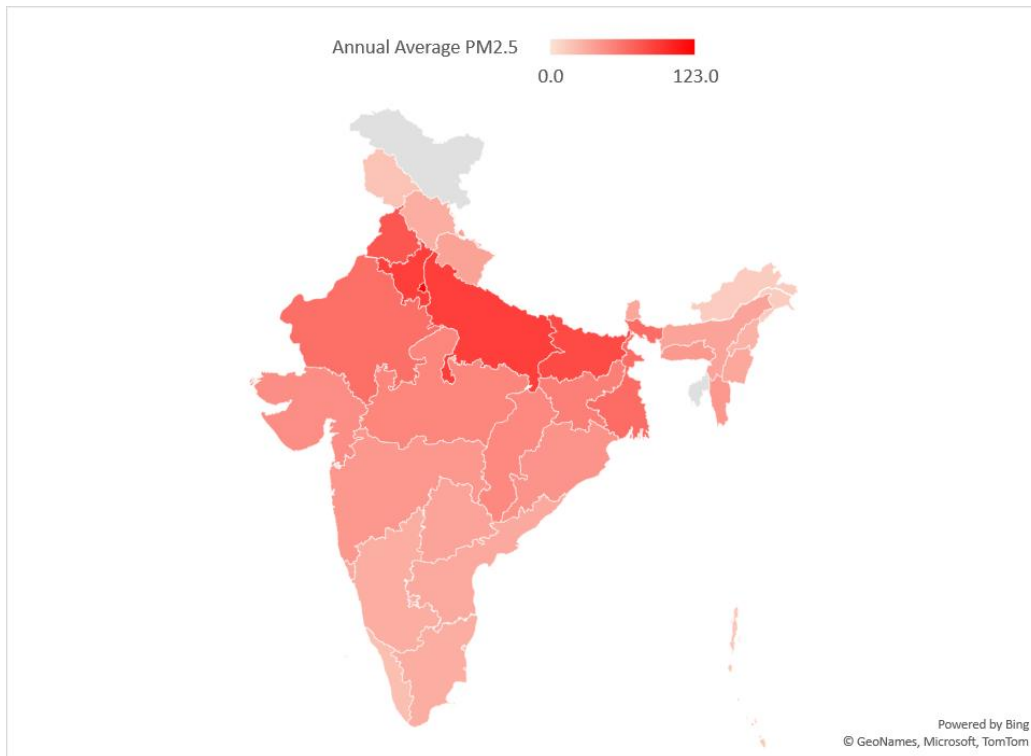 Annual Average PM2.5
0.0
123.0
Powered by Bing
© GeoNames, Microsoft, TomTom